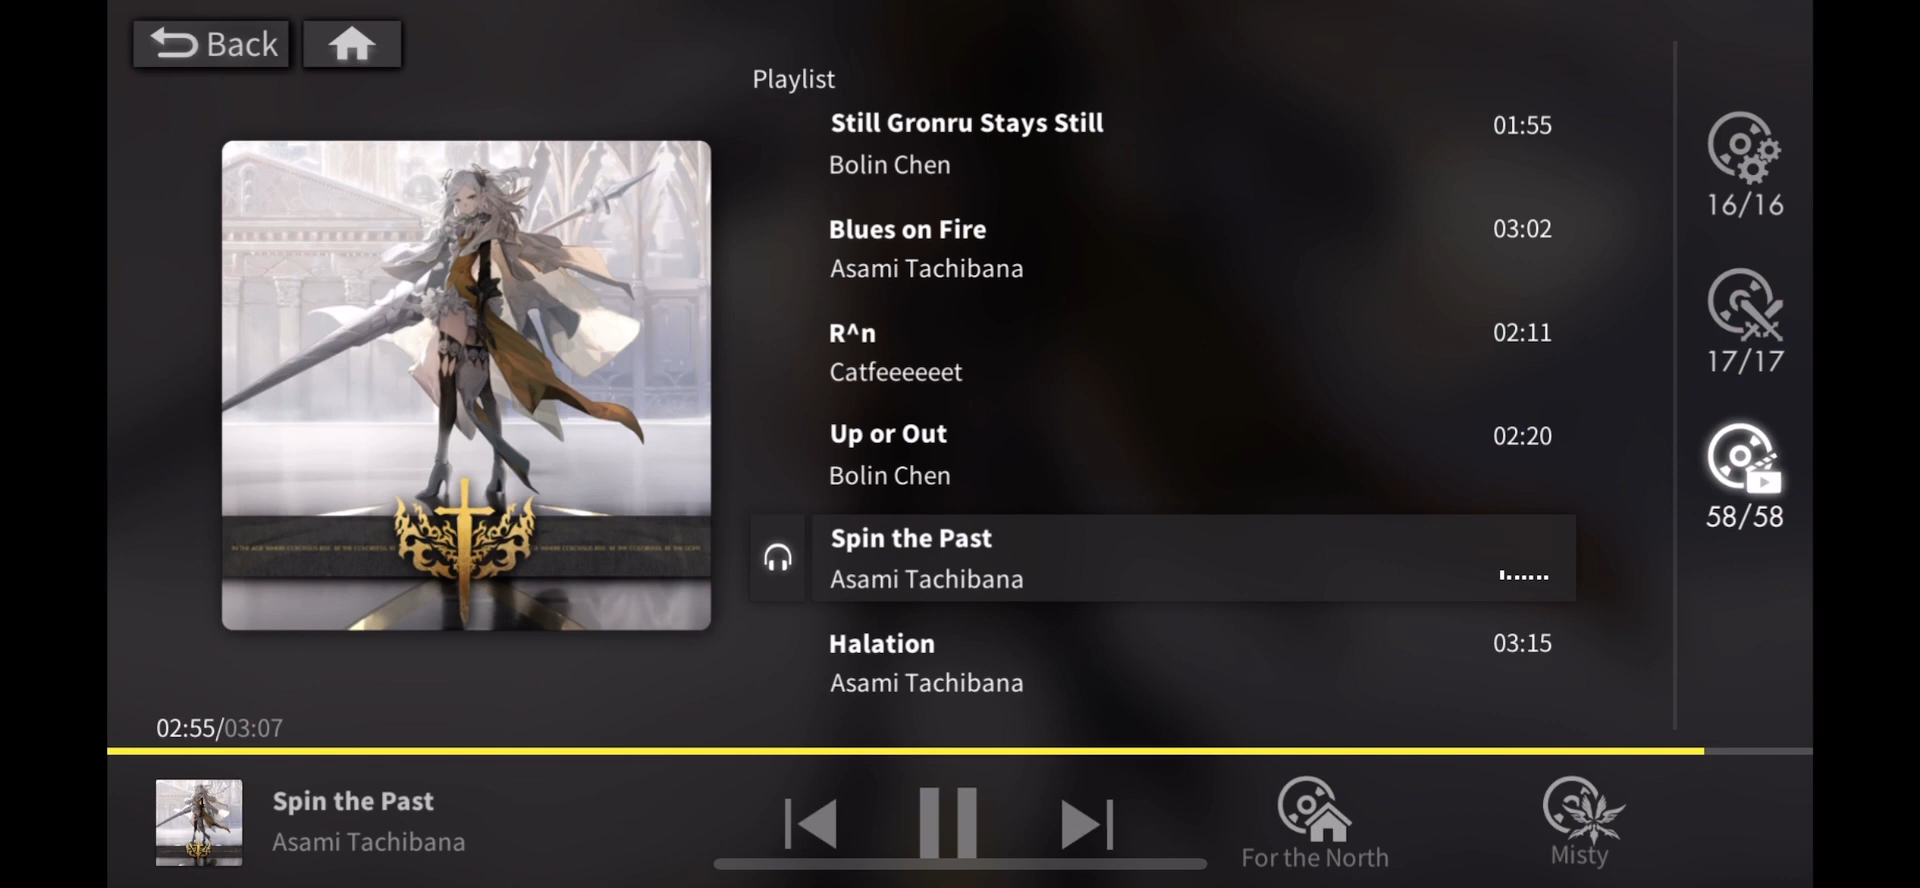 Back
Playlist
Still Gronru Stays Still
01:55
Bolin Chen
Blues on Fire
03:02
Asami Tachibana
R^n
02:11
Catfeeeeeet
Up or Out
02:20
Bolin Chen
Spin the Past
Asami Tachibana
Halation
03:15
Asami Tachibana
16/16
17/17
58/58
02:55/03:07
Spin the Past
Asami Tachibana
For the North
Misty